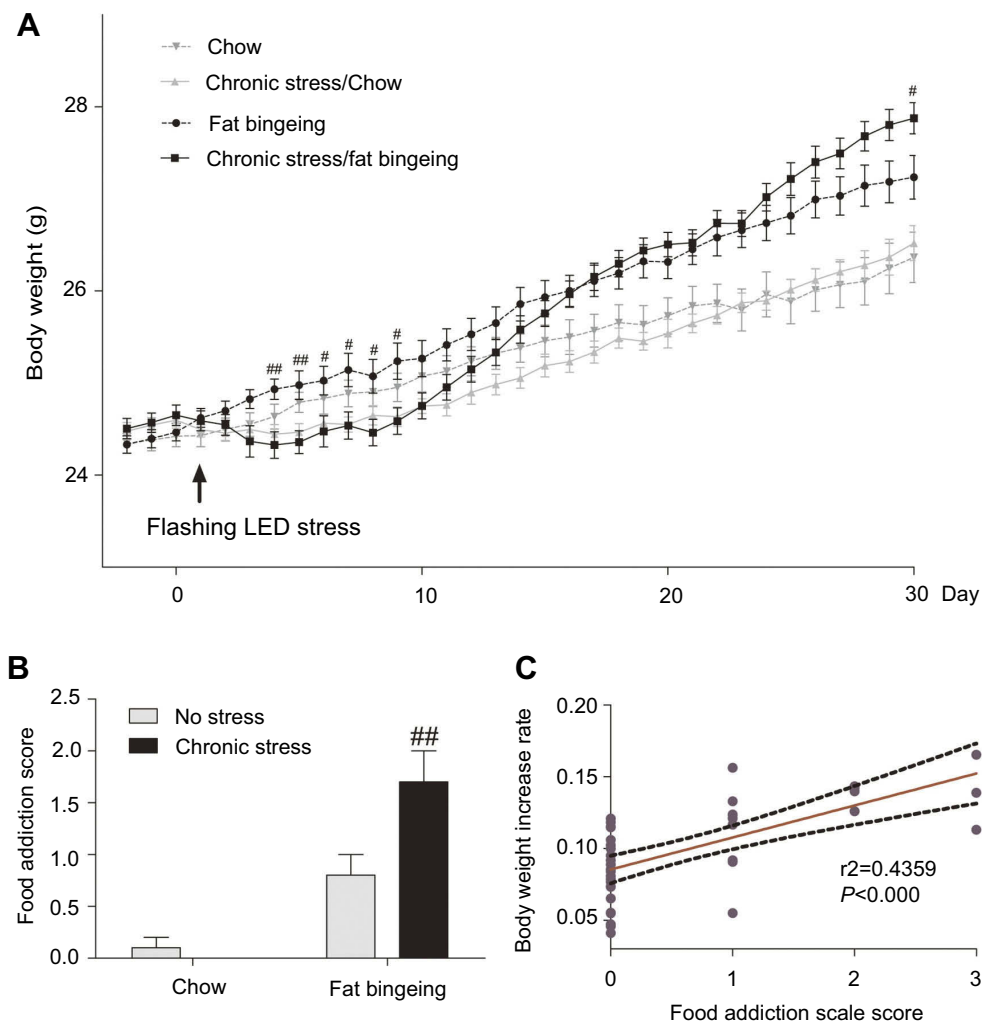 A
Chow
Chronic stress/Chow
Fat bingeing
Chronic stress/fat bingeing
#
28
Body weight (g)
26
## ## # # # #
24
Flashing LED stress
0 10 20 30 Day
B
2.5
No stress
Chronic stress
##
2.0
Food addiction score
1.5
1.0
0.5
0.0
Chow Fat bingeing
C
0.20
Body weight increase rate
0.15
0.10
r2=0.4359
P<0.000
0.05
0 1 2 3
Food addiction scale score